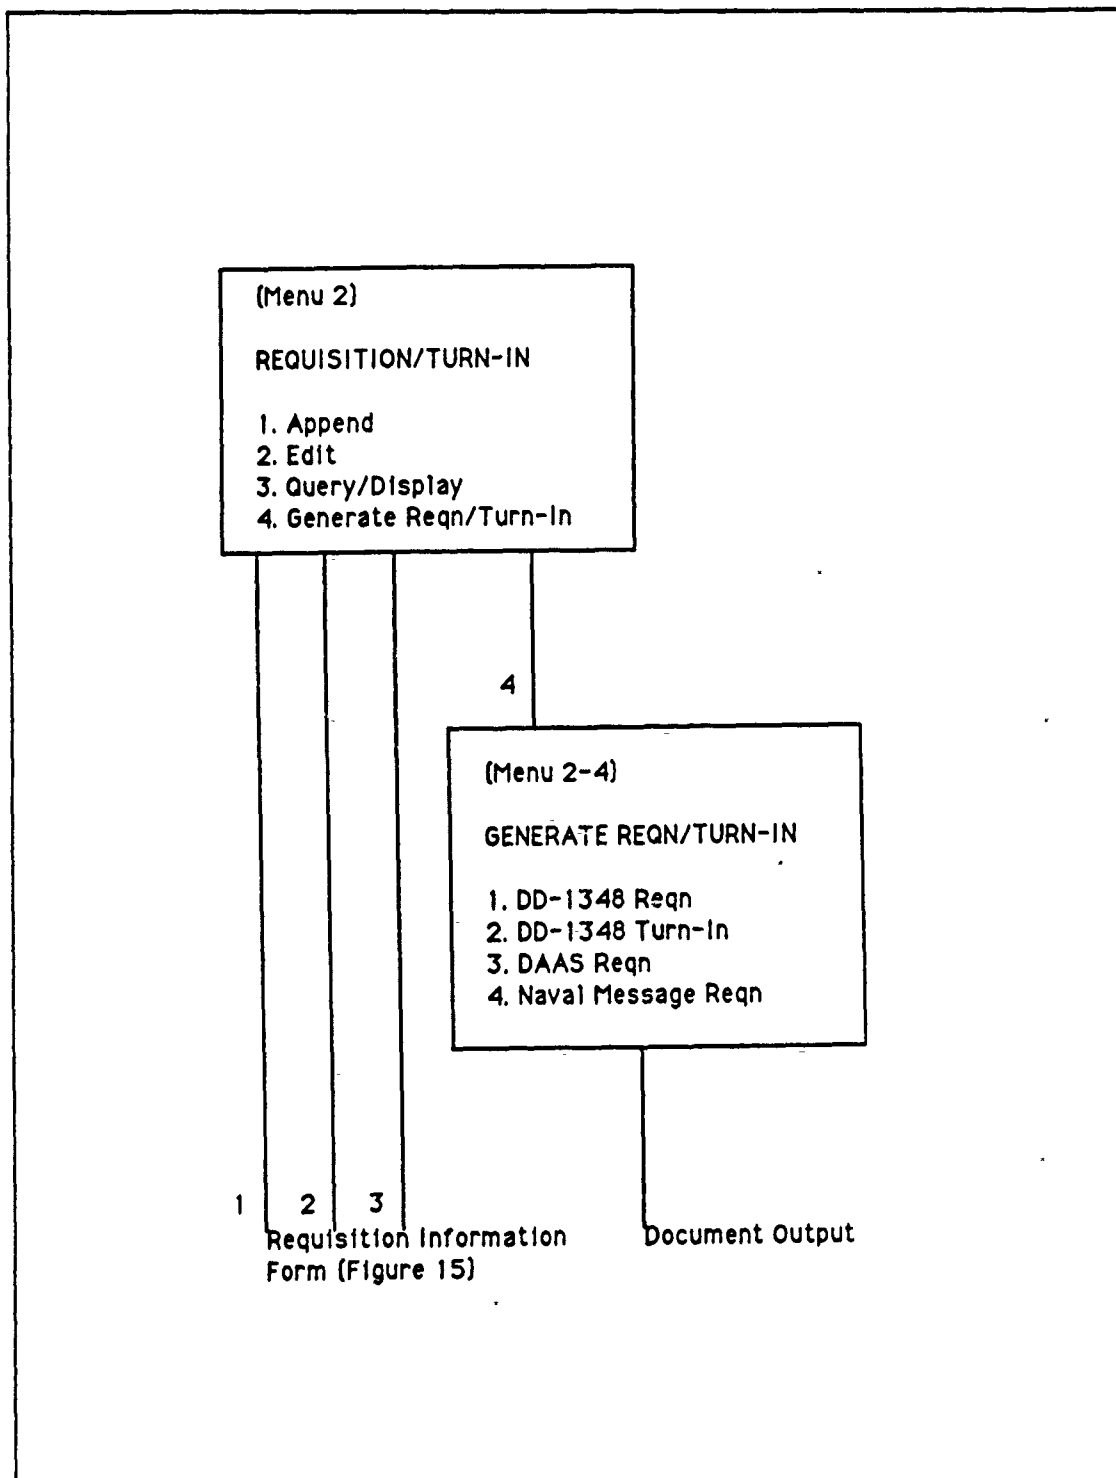 (Menu 2)
REQUISITION/TURN-IN
1. Append
2. Edit
3. Query/Display
4. Generate Reqn/Turn-In
4
(Menu 2-4)
GENERATE REQN/TURN-IN
1. DD-1348 Reqn
2. DD-1348 Turn-In
3. DAAS Reqn
4. Naval Message Reqn
1 2 3
Requisition Information
Form (Figure 15)
Document Output